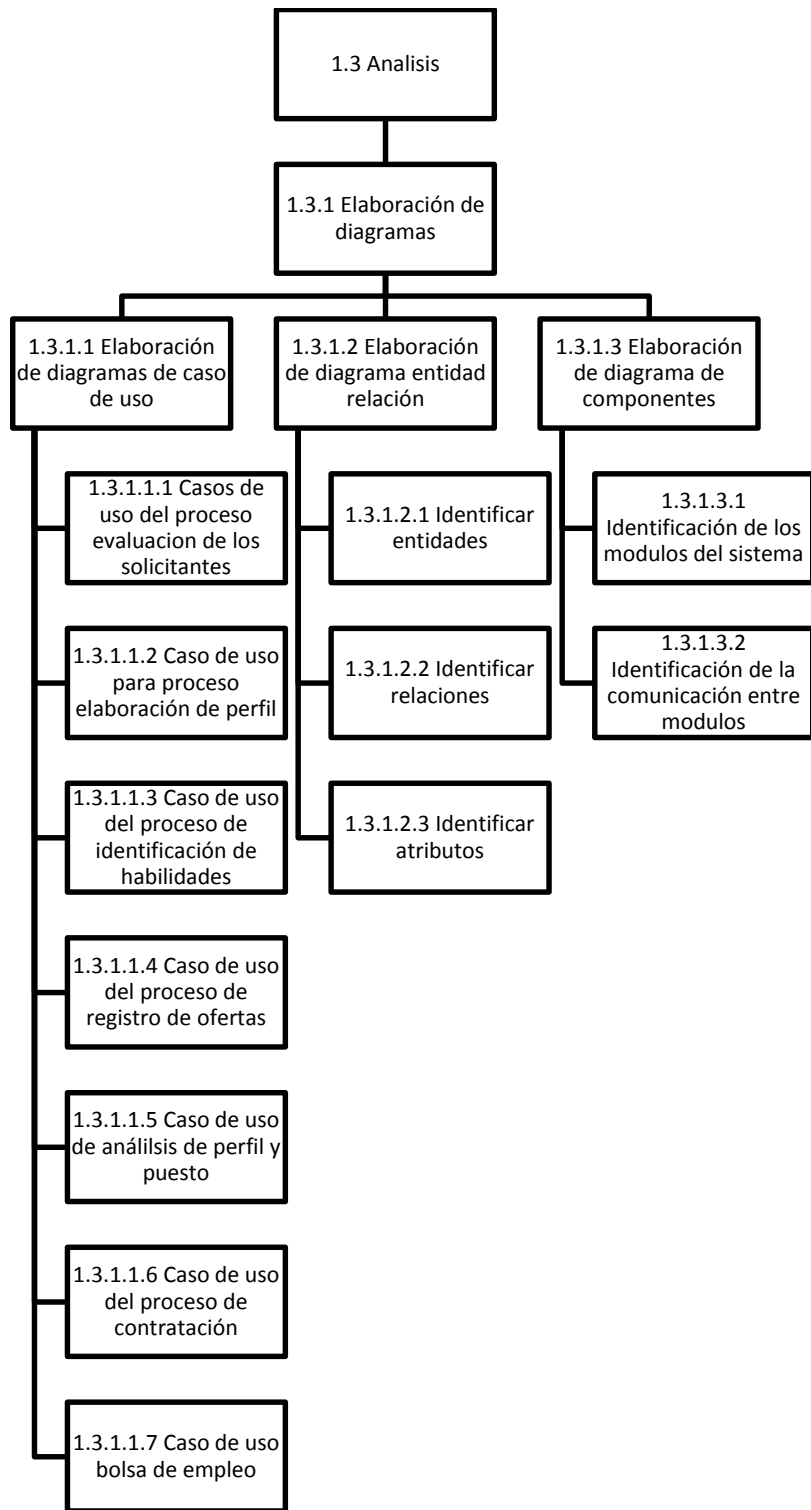 1.3 Analisis
1.3.1 Elaboración de
diagramas
1.3.1.1 Elaboración
de diagramas de caso
de uso
1.3.1.2 Elaboración
de diagrama entidad
relación
1.3.1.3 Elaboración
de diagrama de
componentes
1.3.1.1.1 Casos de
uso del proceso
evaluacion de los
solicitantes
1.3.1.2.1 Identificar
entidades
1.3.1.3.1
Identificación de los
modulos del sistema
1.3.1.1.2 Caso de uso
para proceso
elaboración de perfil
1.3.1.2.2 Identificar
relaciones
1.3.1.3.2
Identificación de la
comunicación entre
modulos
1.3.1.1.3 Caso de uso
del proceso de
identificación de
habilidades
1.3.1.2.3 Identificar
atributos
1.3.1.1.4 Caso de uso
del proceso de
registro de ofertas
1.3.1.1.5 Caso de uso
de análilsis de perfil y
puesto
1.3.1.1.6 Caso de uso
del proceso de
contratación
1.3.1.1.7 Caso de uso
bolsa de empleo